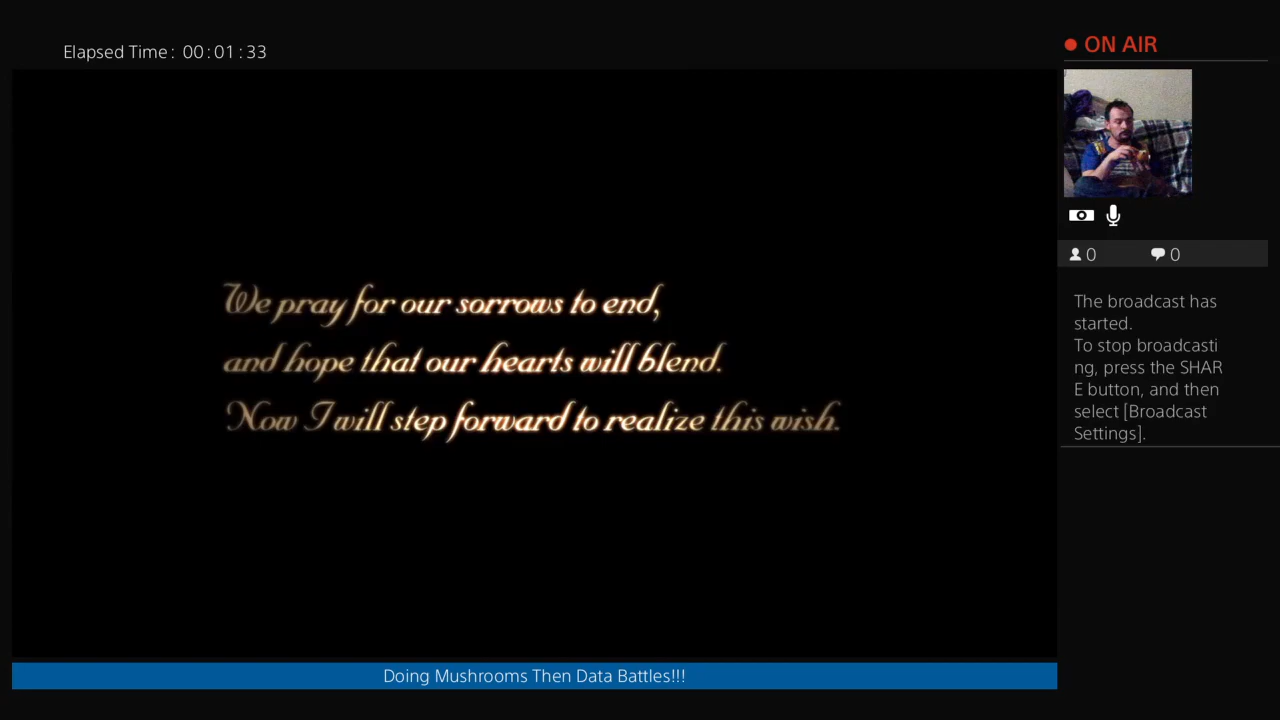 Elapsed Time: 00:01:33
ON AIR
0 0
We pray for our sorrows to end,
and hope that our hearts will blend.
Now I will step forward to realize this wish.
The broadcast has
started.
To stop broadcasti
ng, press the SHAR
E button, and then
select [Broadcast
Settings].
Doing Mushrooms Then Data Battles!!!